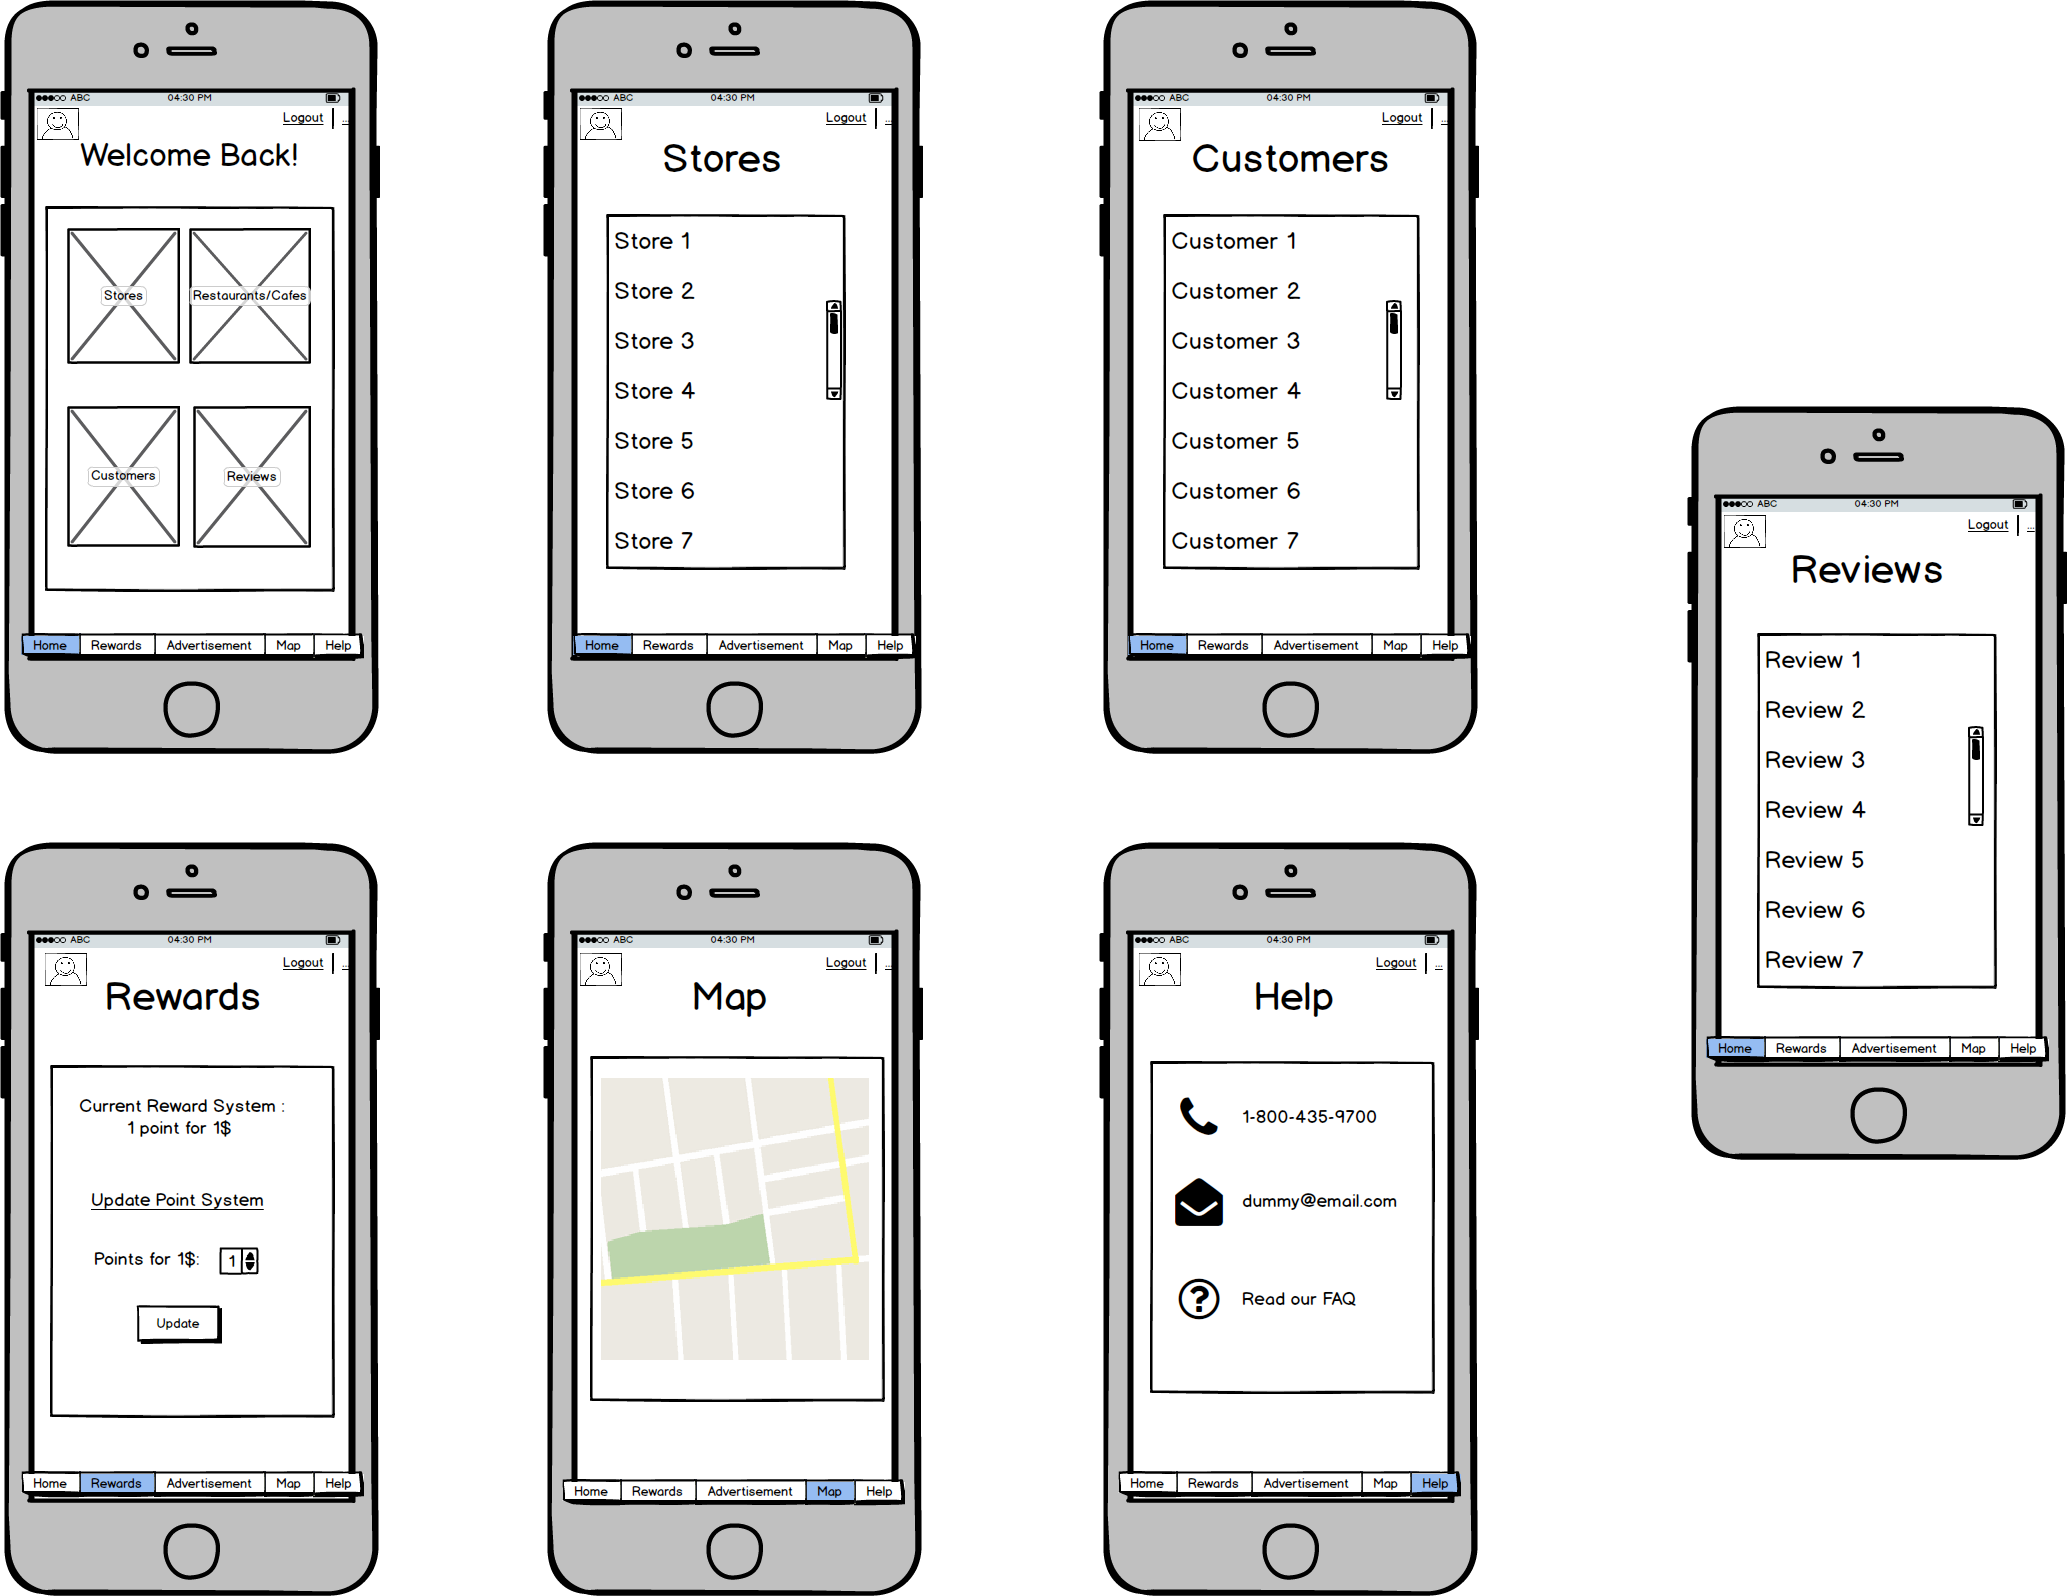 ABC 04:30 PM
Logout ...
Welcome Back!
Stores
Restaurants/Cafes
Customers
Reviews
Home Rewards Advertisement Map Help
ABC 04:30 PM
Logout ...
Stores
Store 1
Store 2
Store 3
Store 4
Store 5
Store 6
Store 7
Home Rewards Advertisement Map Help
ABC 04:30 PM
Logout ...
Customers
Customer 1
Customer 2
Customer 3
Customer 4
Customer 5
Customer 6
Customer 7
Home Rewards Advertisement Map Help
ABC 04:30 PM
Logout ...
Reviews
Review 1
Review 2
Review 3
Review 4
Review 5
Review 6
Review 7
Home Rewards Advertisement Map Help
ABC 04:30 PM
Logout ...
Rewards
Current Reward System :
1 point for 1$
Update Point System
Points for 1$: 1
Update
Home Rewards Advertisement Map Help
ABC 04:30 PM
Logout ...
Map
Home Rewards Advertisement Map Help
ABC 04:30 PM
Logout ...
Help
1-800-435-9700
dummy@email.com
? Read our FAQ
Home Rewards Advertisement Map Help